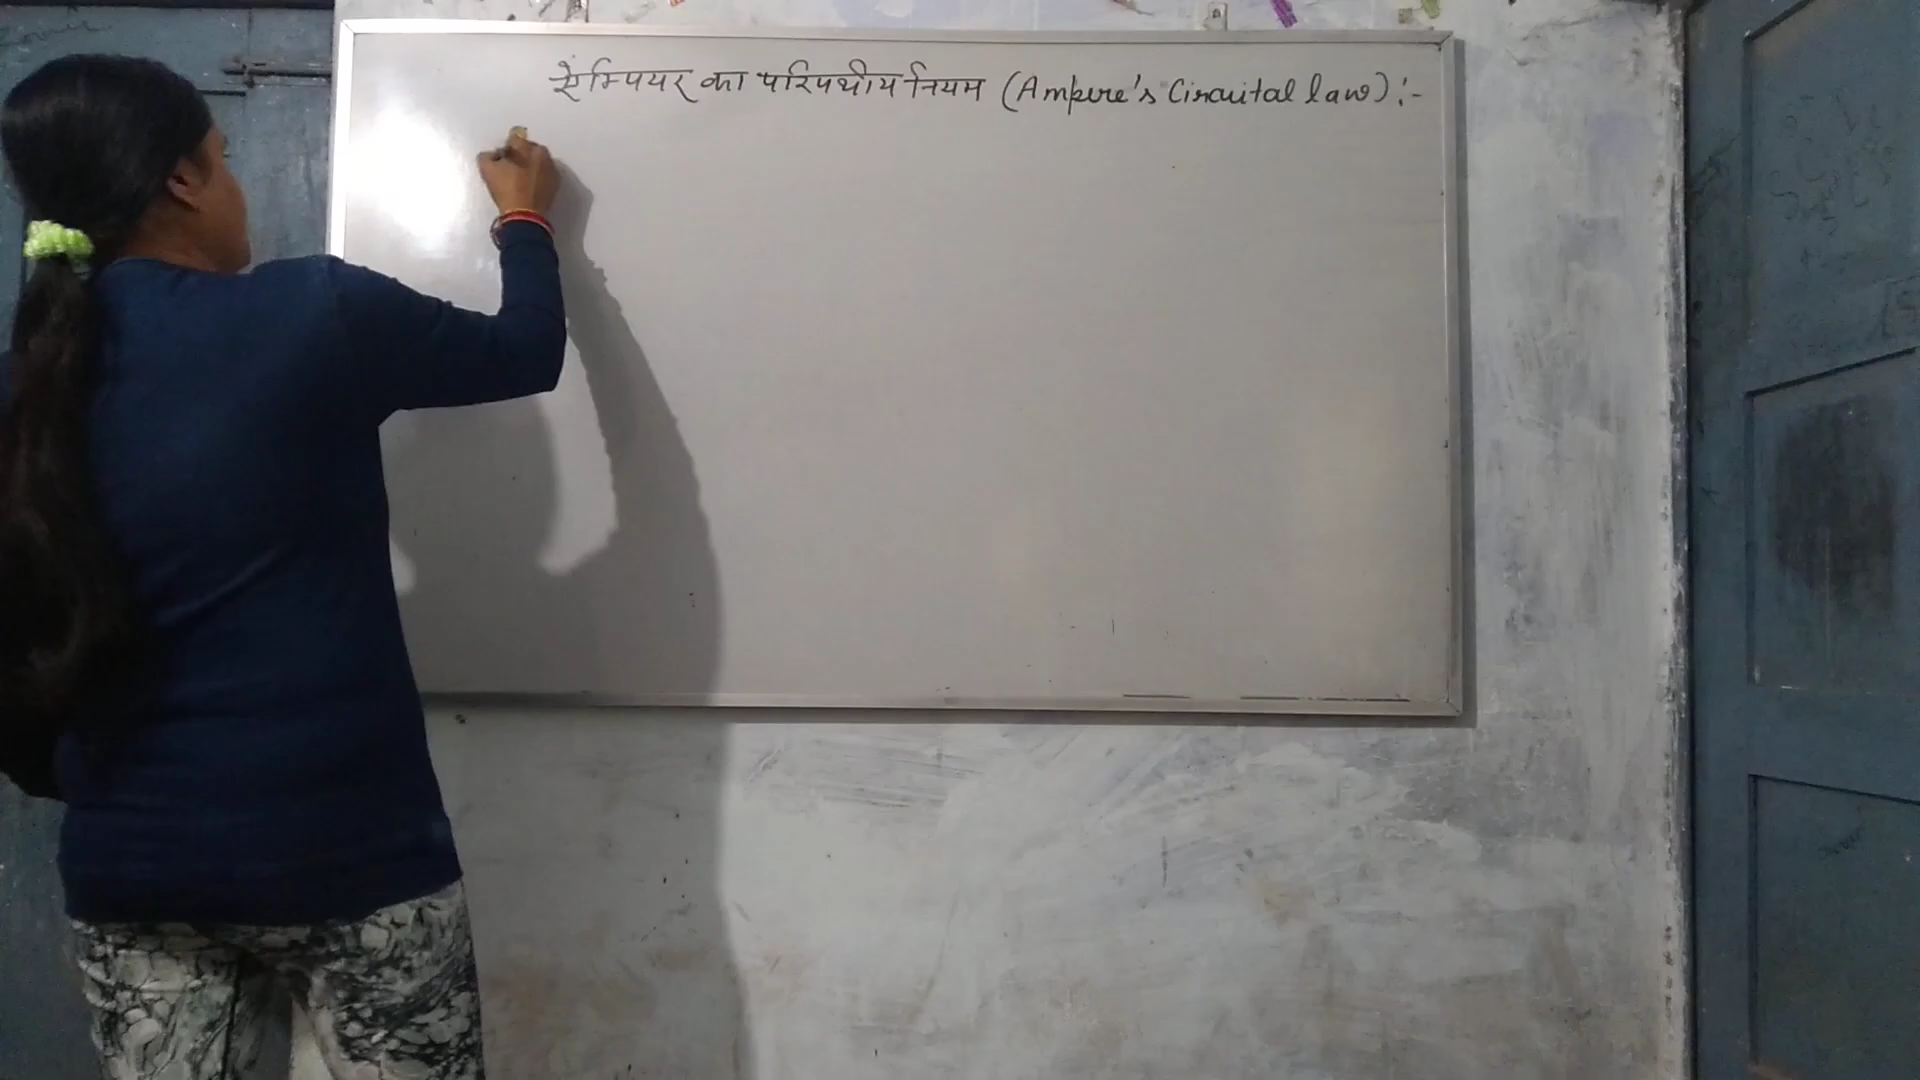 ऐम्पियर का परिपथीय नियम (Ampere's Circuital law) :-